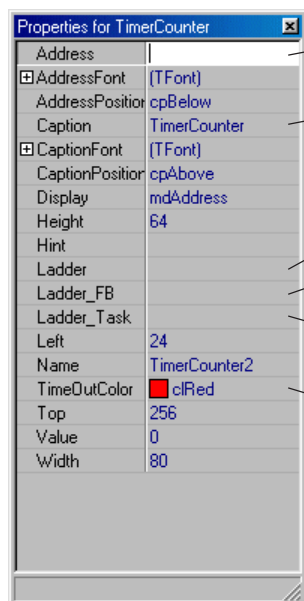 Properties for TimerCounter
Address
AddressFont (TFont)
AddressPosition cpBelow
Caption TimerCounter
CaptionFont (TFont)
CaptionPosition cpAbove
Display mdAddress
Height 64
Hint
Ladder
Ladder_FB
Ladder_Task
Left 24
Name TimerCounter2
TimeOutColor clRed
Top 256
Value 0
Width 80